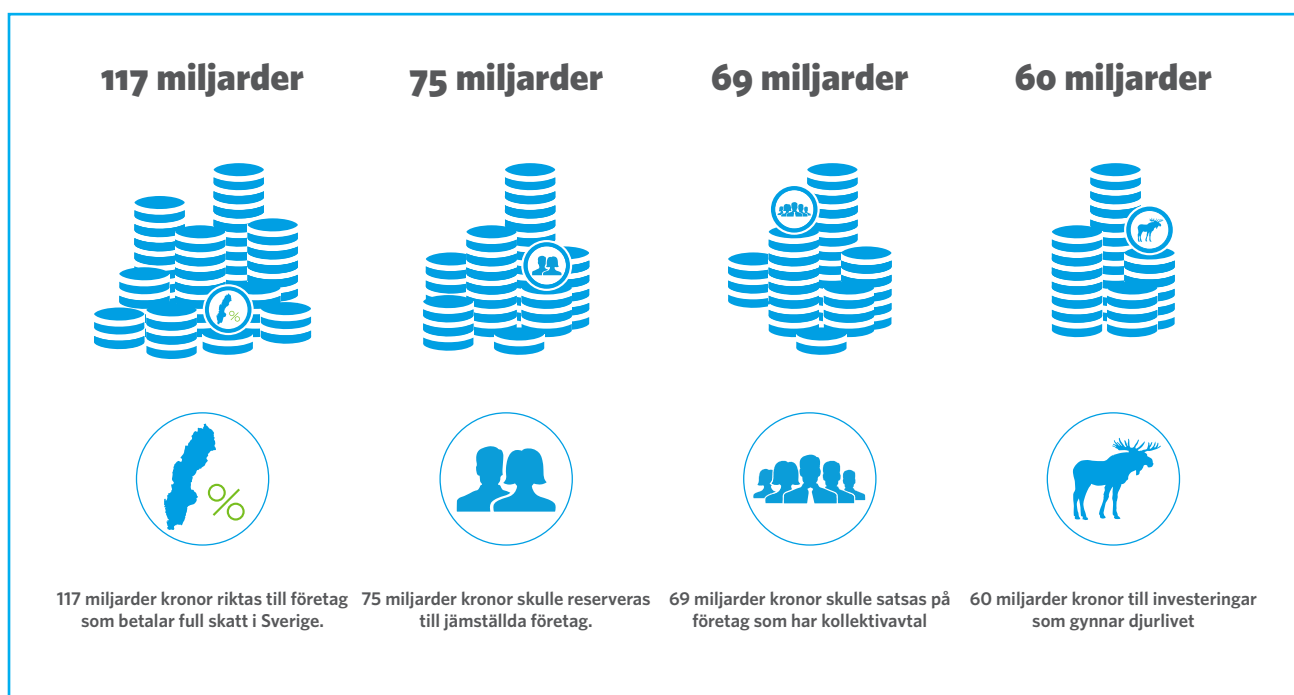 117 miljarder
75 miljarder
69 miljarder
60 miljarder
%
%
117 miljarder kronor riktas till företag
som betalar full skatt i Sverige.
75 miljarder kronor skulle reserveras
till jämställda företag.
69 miljarder kronor skulle satsas på
företag som har kollektivavtal
60 miljarder kronor till investeringar
som gynnar djurlivet